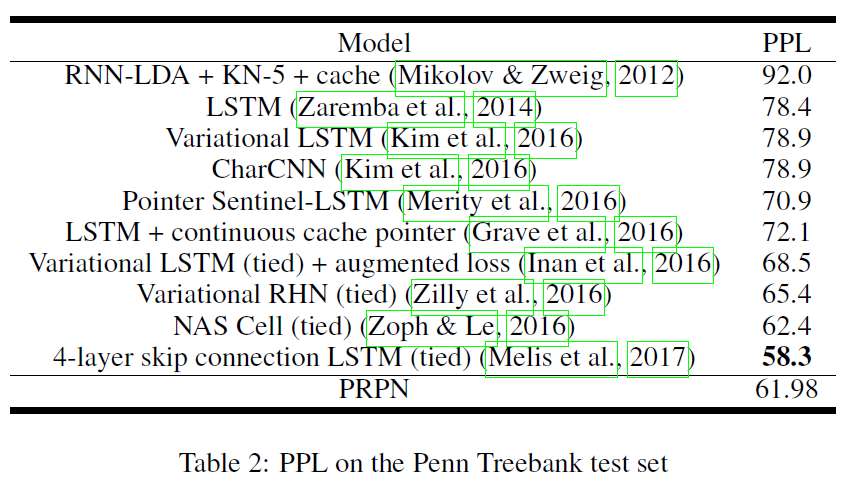 Model PPL
RNN-LDA + KN-5 + cache (Mikolov & Zweig, 2012) 92.0
LSTM (Zaremba et al., 2014) 78.4
Variational LSTM (Kim et al., 2016) 78.9
CharCNN (Kim et al., 2016) 78.9
Pointer Sentinel-LSTM (Merity et al., 2016) 70.9
LSTM + continuous cache pointer (Grave et al., 2016) 72.1
Variational LSTM (tied) + augmented loss (Inan et al., 2016) 68.5
Variational RHN (tied) (Zilly et al., 2016) 65.4
NAS Cell (tied) (Zoph & Le, 2016) 62.4
4-layer skip connection LSTM (tied) (Melis et al., 2017) 58.3
PRPN 61.98
Table 2: PPL on the Penn Treebank test set